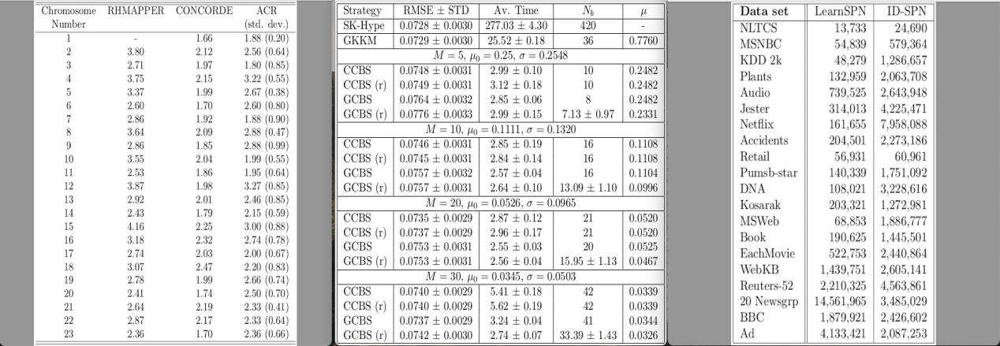 Chromosome RHMAPPER CONCORDE ACR
Number (std. dev.)
1 - 1.66 1.88 (0.20)
2 3.80 2.12 2.56 (0.64)
3 2.71 1.97 1.80 (0.85)
4 3.75 2.15 3.22 (0.55)
5 3.37 1.99 2.67 (0.38)
6 2.60 1.70 2.60 (0.80)
7 2.86 1.92 1.88 (0.90)
8 3.64 2.09 2.88 (0.47)
9 2.86 1.85 2.88 (0.99)
10 3.55 2.04 1.99 (0.55)
11 2.53 1.86 1.95 (0.64)
12 3.87 1.98 3.27 (0.85)
13 2.92 2.01 2.46 (0.85)
14 2.43 1.79 2.15 (0.59)
15 4.16 2.25 3.00 (0.88)
16 3.18 2.32 2.74 (0.78)
17 2.74 2.03 2.00 (0.67)
18 3.07 2.47 2.20 (0.83)
19 2.78 1.99 2.66 (0.74)
20 2.41 1.74 2.50 (0.70)
21 2.64 2.19 2.33 (0.41)
22 2.87 2.17 2.33 (0.64)
23 2.36 1.70 2.36 (0.66)
Strategy RMSE ± STD Av. Time N_b μ
SK-Hype 0.0728 ± 0.0030 277.03 ± 4.30 420 -
GKKM 0.0729 ± 0.0030 25.52 ± 0.18 36 0.7760
M = 5, μ0 = 0.25, σ = 0.2548
CCBS 0.0748 ± 0.0031 2.99 ± 0.10 10 0.2482
CCBS (r) 0.0749 ± 0.0031 3.12 ± 0.18 10 0.2482
GCBS 0.0764 ± 0.0032 2.85 ± 0.06 8 0.2482
GCBS (r) 0.0776 ± 0.0033 2.99 ± 0.15 7.13 ± 0.97 0.2331
M = 10, μ0 = 0.1111, σ = 0.1320
CCBS 0.0746 ± 0.0031 2.85 ± 0.19 16 0.1108
CCBS (r) 0.0745 ± 0.0031 2.84 ± 0.14 16 0.1108
GCBS 0.0757 ± 0.0032 2.57 ± 0.04 16 0.1104
GCBS (r) 0.0757 ± 0.0031 2.64 ± 0.10 13.09 ± 1.10 0.0996
M = 20, μ0 = 0.0526, σ = 0.0965
CCBS 0.0735 ± 0.0029 2.87 ± 0.12 21 0.0520
CCBS (r) 0.0737 ± 0.0029 2.96 ± 0.17 21 0.0520
GCBS 0.0753 ± 0.0031 2.55 ± 0.03 20 0.0525
GCBS (r) 0.0753 ± 0.0031 2.56 ± 0.04 15.95 ± 1.13 0.0467
M = 30, μ0 = 0.0345, σ = 0.0503
CCBS 0.0740 ± 0.0029 5.41 ± 0.18 42 0.0339
CCBS (r) 0.0740 ± 0.0029 5.62 ± 0.19 42 0.0339
GCBS 0.0737 ± 0.0029 3.24 ± 0.04 41 0.0344
GCBS (r) 0.0742 ± 0.0030 2.74 ± 0.07 33.39 ± 1.43 0.0326
Data set LearnSPN ID-SPN
NLTCS 13,733 24,690
MSNBC 54,839 579,364
KDD 2k 48,279 1,286,657
Plants 132,959 2,063,708
Audio 739,525 2,643,948
Jester 314,013 4,225,471
Netflix 161,655 7,958,088
Accidents 204,501 2,273,186
Retail 56,931 60,961
Pumsb-star 140,339 1,751,092
DNA 108,021 3,228,616
Kosarak 203,321 1,272,981
MSWeb 68,853 1,886,777
Book 190,625 1,445,501
EachMovie 522,753 2,440,864
WebKB 1,439,751 2,605,141
Reuters-52 2,210,325 4,563,861
20 Newsgrp 14,561,965 3,485,029
BBC 1,879,921 2,426,602
Ad 4,133,421 2,087,253